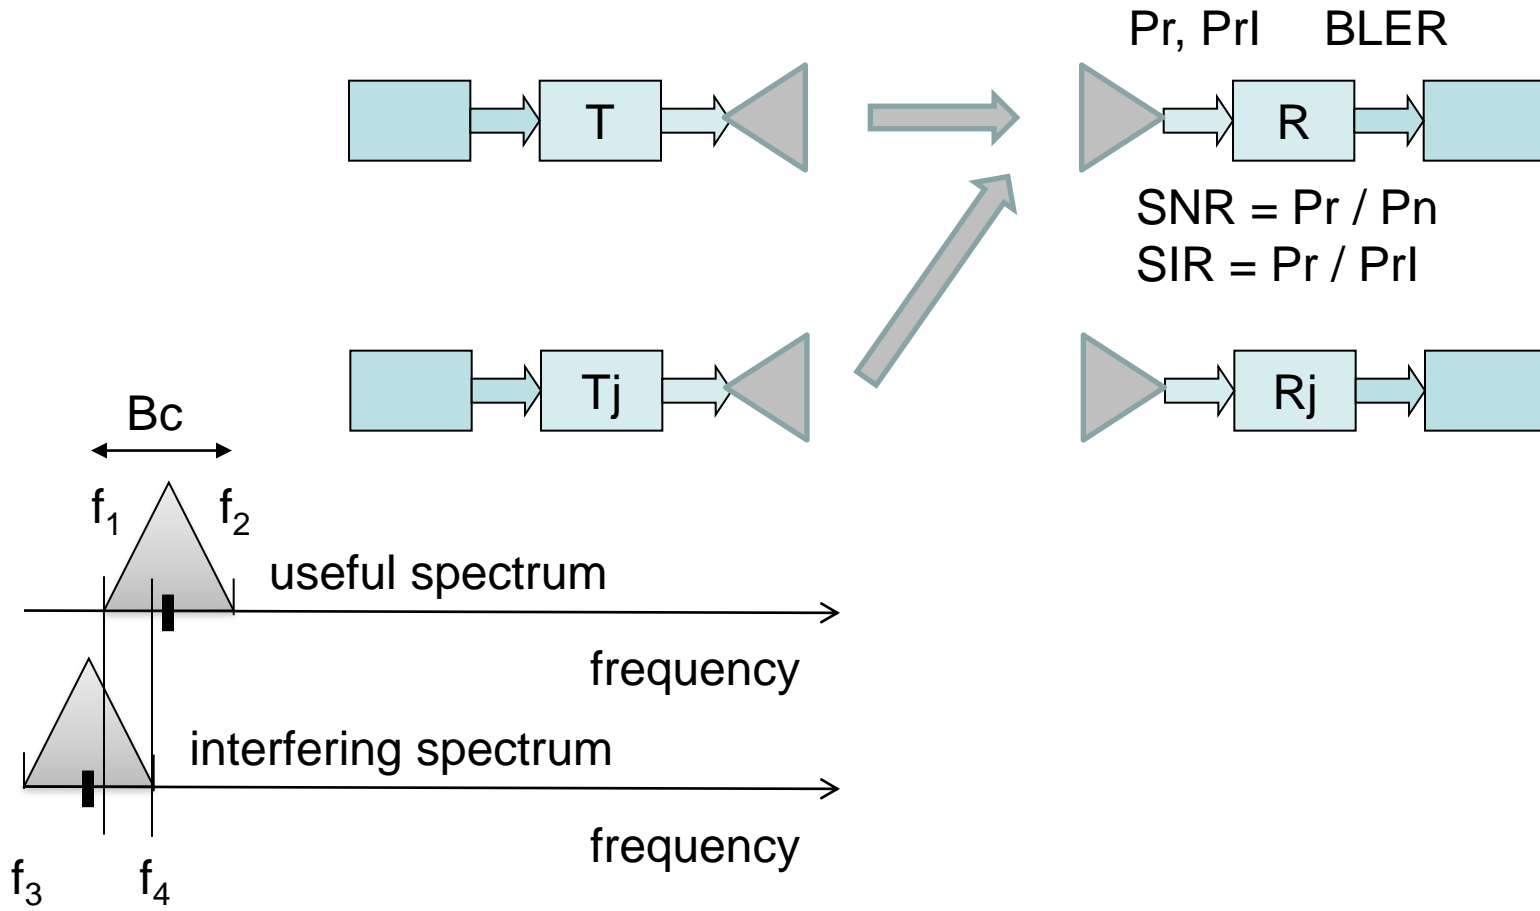 Pr, PrI BLER
T
R
SNR = Pr / Pn
SIR = Pr / PrI
Tj
Rj
Bc
f₁ f₂
useful spectrum
frequency
interfering spectrum
frequency
f₃ f₄